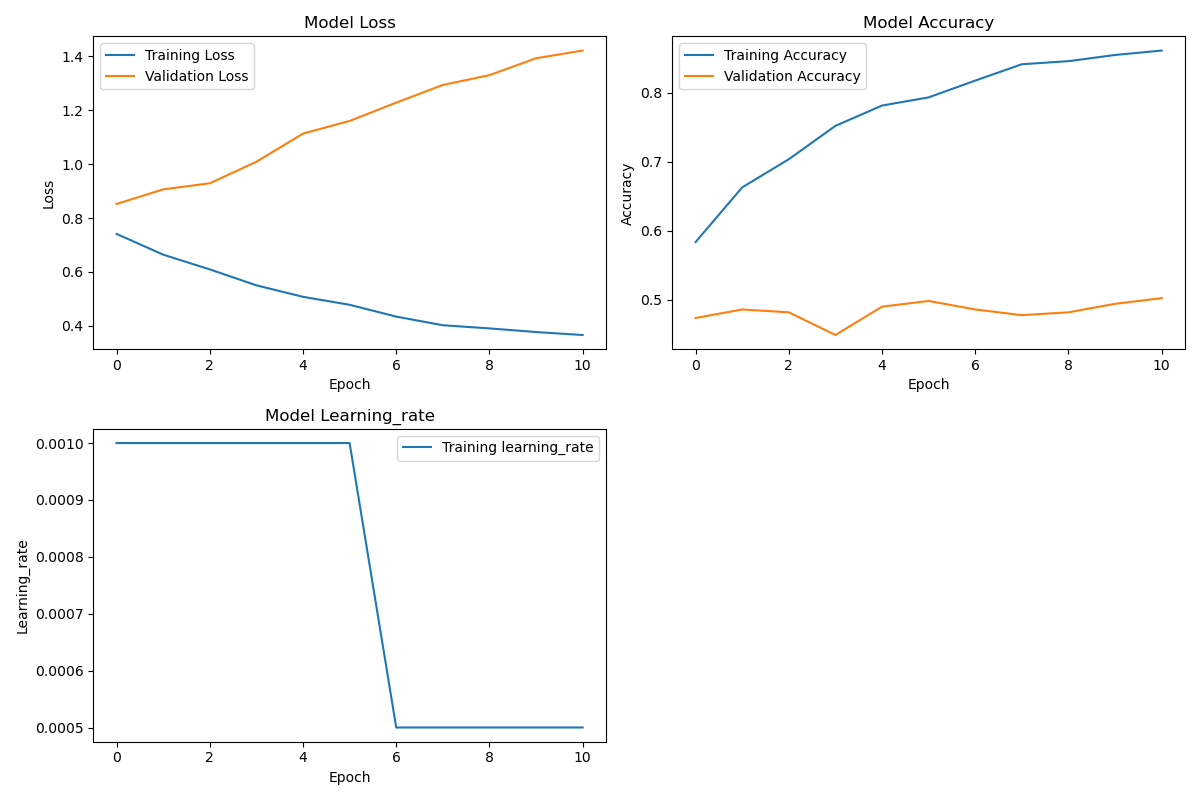 Model Loss
Training Loss
Validation Loss
1.4
1.2
1.0
0.8
0.6
0.4
Loss
0 2 4 6 8 10
Epoch
Model Accuracy
Training Accuracy
Validation Accuracy
0.8
0.7
0.6
0.5
Accuracy
0 2 4 6 8 10
Epoch
Model Learning_rate
Training learning_rate
0.0010
0.0009
0.0008
0.0007
0.0006
0.0005
Learning_rate
0 2 4 6 8 10
Epoch